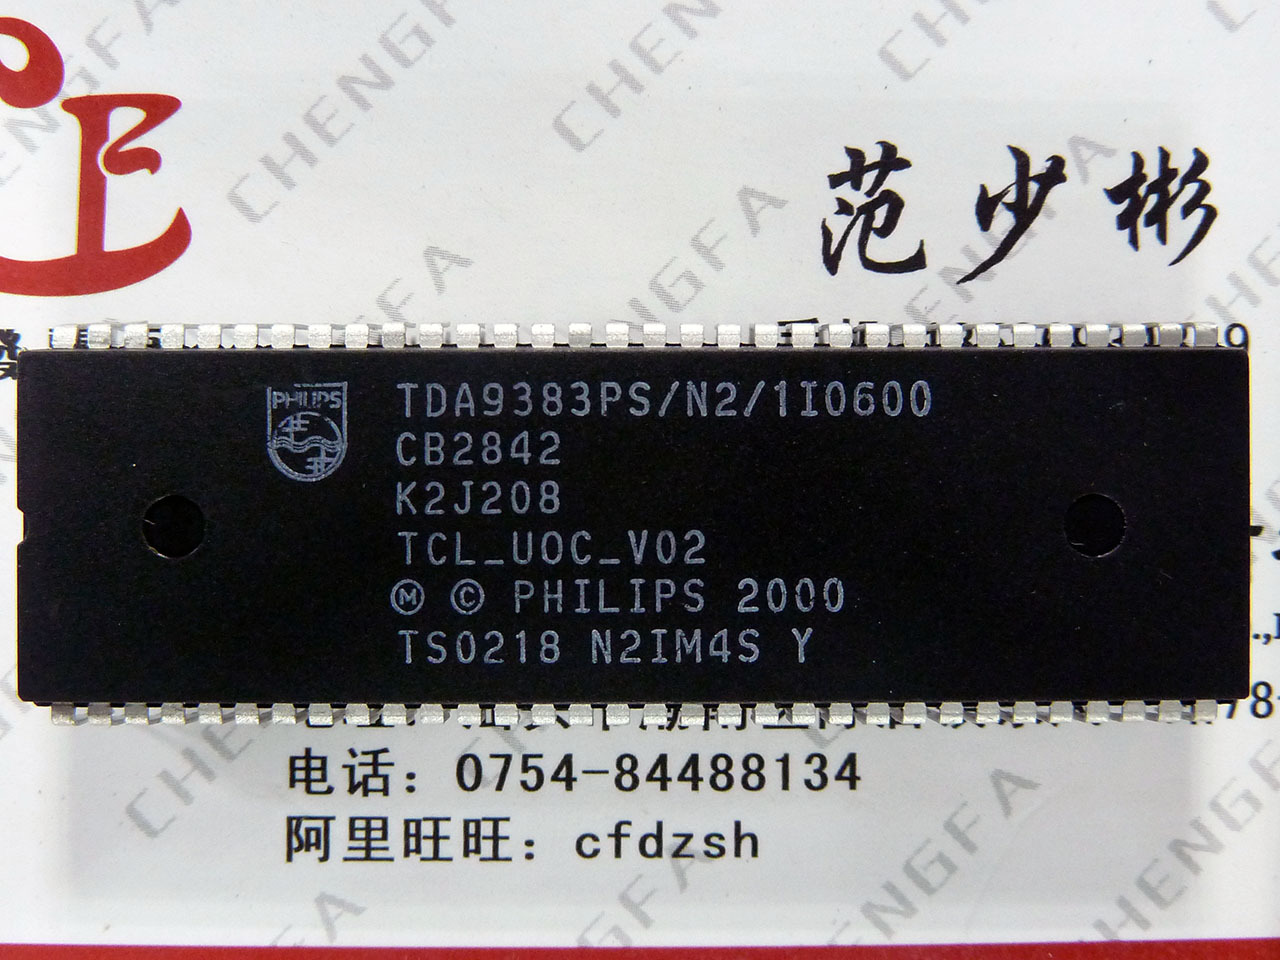 CHENGFA
范少彬
PHILIPS
TDA9383PS/N2/1I0600
CB2842
K2J208
TCL_UOC_V02
Ⓜ © PHILIPS 2000
TS0218 N2IM4S Y
电话：0754-84488134
阿里旺旺：cfdzsh